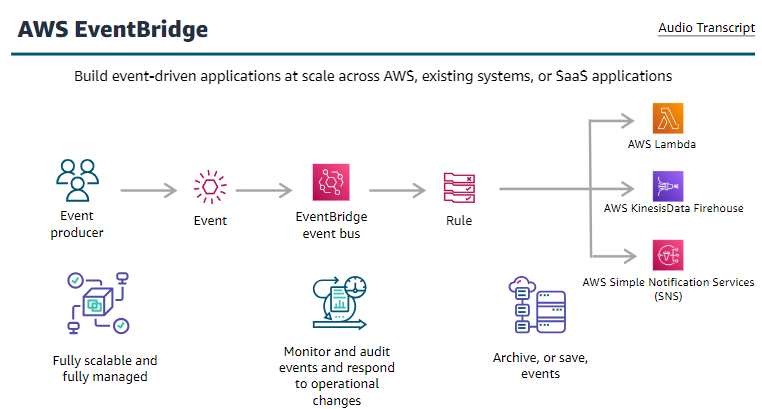 AWS EventBridge
Audio Transcript
Build event-driven applications at scale across AWS, existing systems, or SaaS applications
AWS Lambda
Event
producer
Event
EventBridge
event bus
Rule
AWS KinesisData Firehouse
AWS Simple Notification Services
(SNS)
Fully scalable and
fully managed
Monitor and audit
events and respond
to operational
changes
Archive, or save,
events